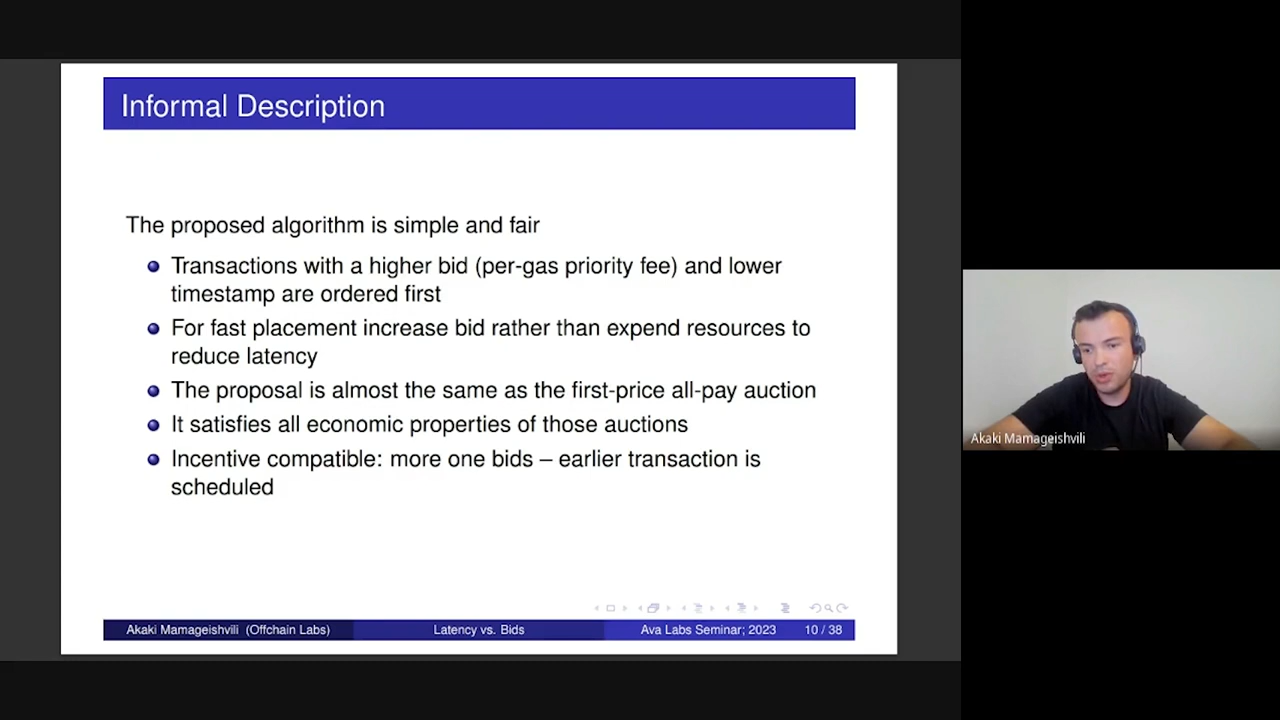 Informal Description
The proposed algorithm is simple and fair
Transactions with a higher bid (per-gas priority fee) and lower
timestamp are ordered first
For fast placement increase bid rather than expend resources to
reduce latency
The proposal is almost the same as the first-price all-pay auction
It satisfies all economic properties of those auctions
Incentive compatible: more one bids – earlier transaction is
scheduled
Akaki Mamageishvili
Akaki Mamageishvili (Offchain Labs) Latency vs. Bids Ava Labs Seminar; 2023 10 / 38